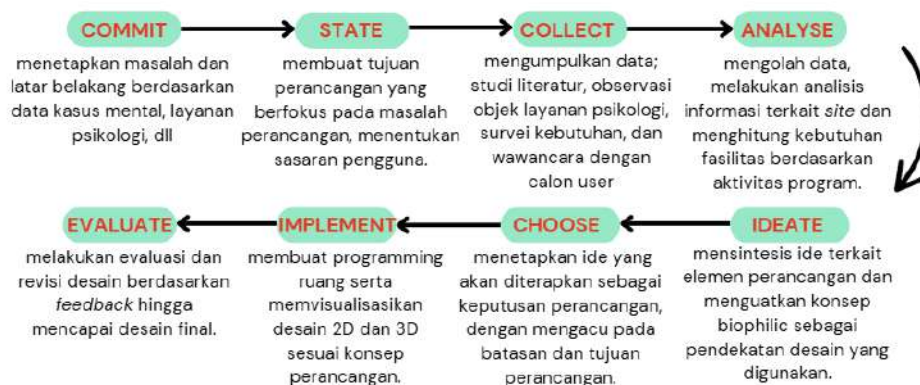 COMMIT
menetapkan masalah dan
latar belakang berdasarkan
data kasus mental, layanan
psikologi, dll
STATE
membuat tujuan
perancangan yang
berfokus pada masalah
perancangan, menentukan
sasaran pengguna.
COLLECT
mengumpulkan data;
studi literatur, observasi
objek layanan psikologi,
survei kebutuhan, dan
wawancara dengan
calon user
ANALYSE
mengolah data,
melakukan analisis
informasi terkait site dan
menghitung kebutuhan
fasilitas berdasarkan
aktivitas program.
IDEATE
mensintesis ide terkait
elemen perancangan dan
menguatkan konsep
biophilic sebagai
pendekatan desain yang
digunakan.
CHOOSE
menetapkan ide yang
akan diterapkan sebagai
keputusan perancangan,
dengan mengacu pada
batasan dan tujuan
perancangan.
IMPLEMENT
membuat programming
ruang serta
memvisualisasikan
desain 2D dan 3D
sesuai konsep
perancangan.
EVALUATE
melakukan evaluasi dan
revisi desain berdasarkan
feedback hingga
mencapai desain final.